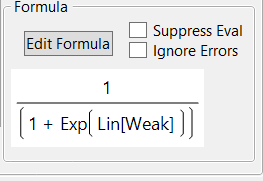 Formula
Edit Formula
Suppress Eval
Ignore Errors
1
(1 + Exp(Lin[Weak]))